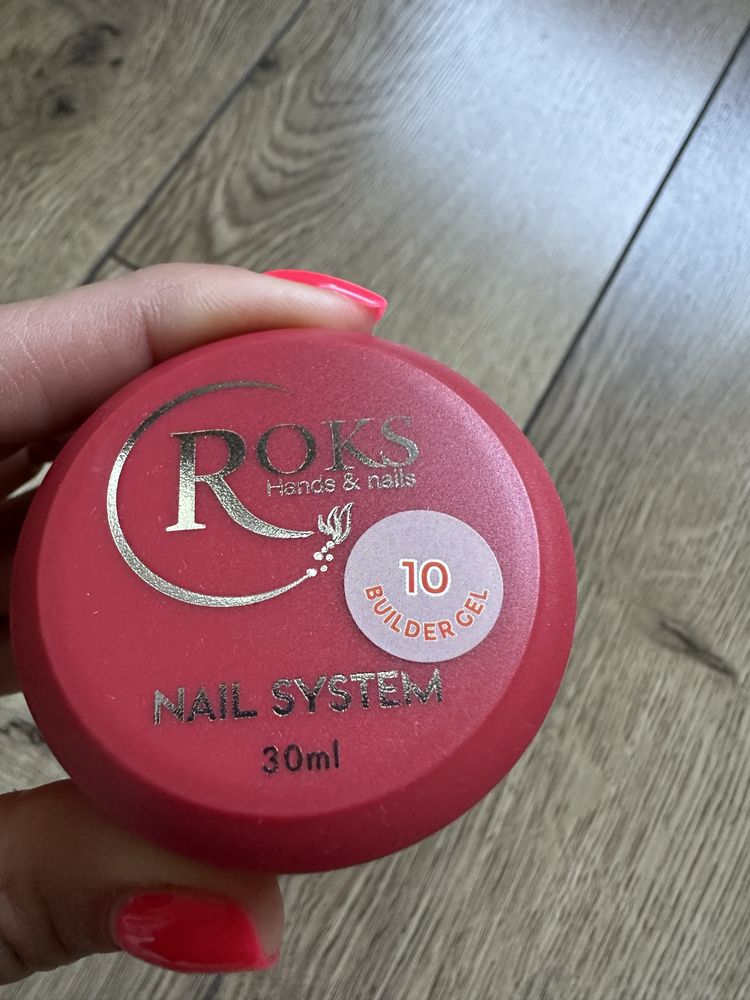 ROKS
Hands & nails
10
BUILDER GEL
NAIL SYSTEM
30ml